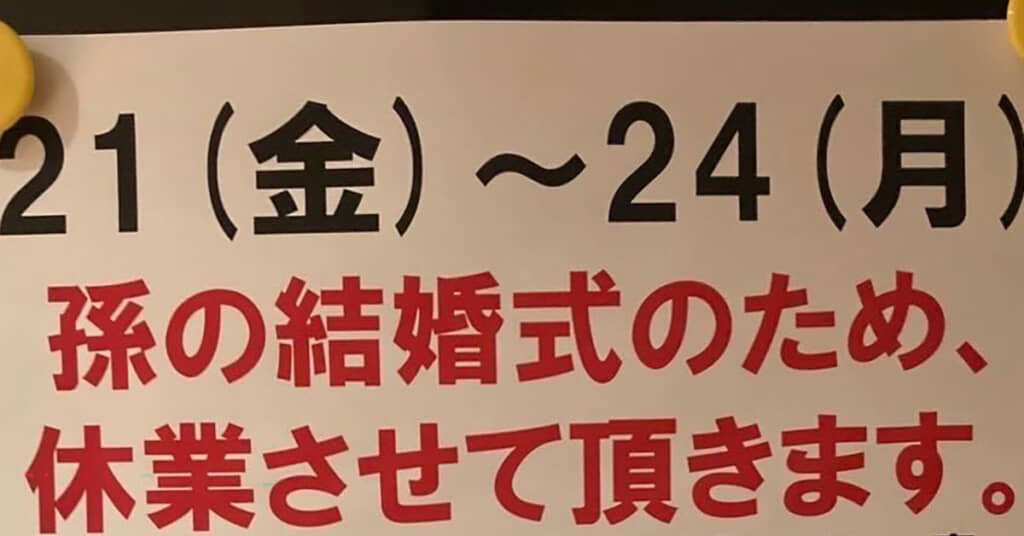 21(金)～24(月)
孫の結婚式のため、
休業させて頂きます。